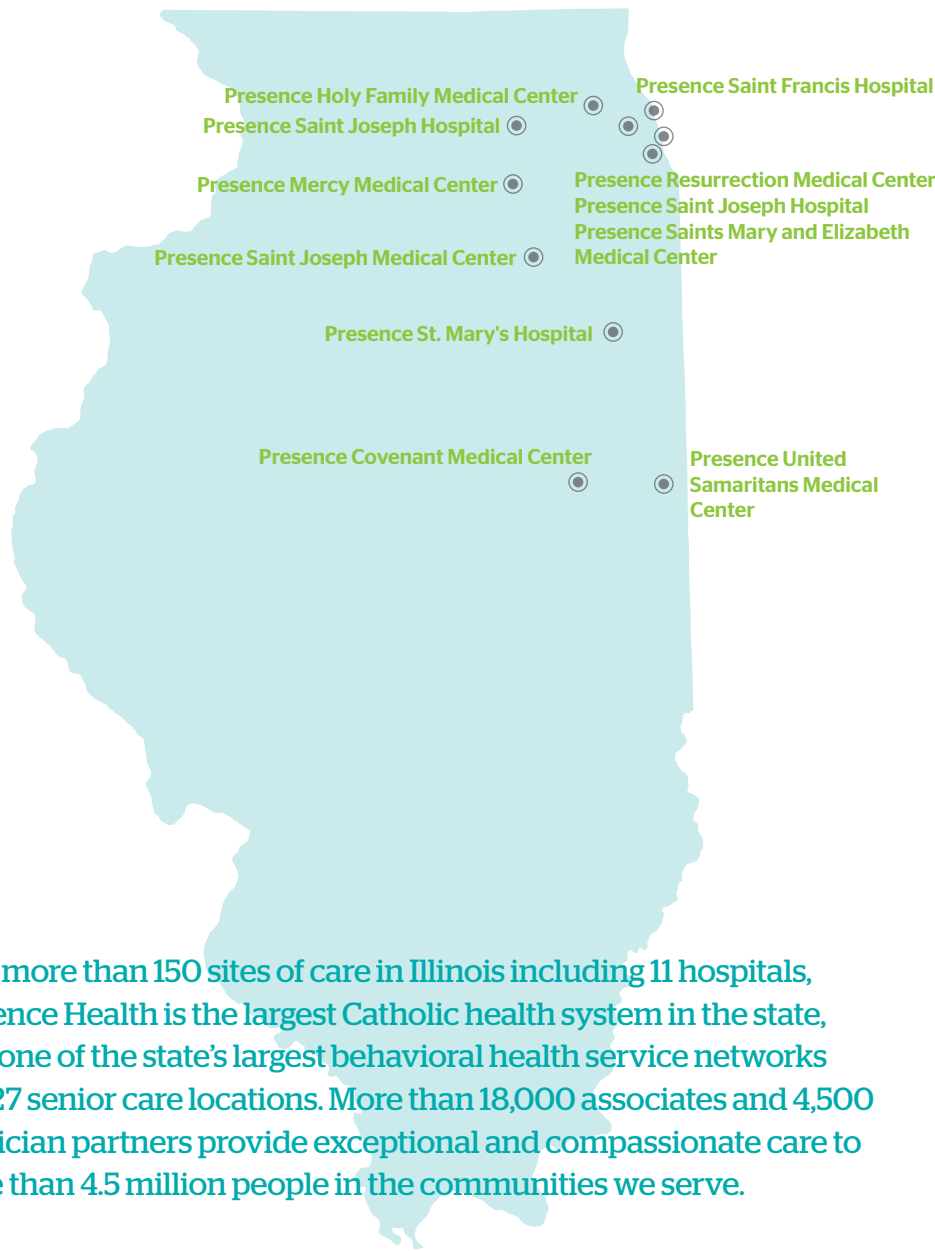 Presence Holy Family Medical Center
Presence Saint Francis Hospital
Presence Saint Joseph Hospital
Presence Mercy Medical Center
Presence Resurrection Medical Center
Presence Saint Joseph Hospital
Presence Saints Mary and Elizabeth
Medical Center
Presence Saint Joseph Medical Center
Presence St. Mary's Hospital
Presence Covenant Medical Center
Presence United
Samaritans Medical
Center
more than 150 sites of care in Illinois including 11 hospitals,
ence Health is the largest Catholic health system in the state,
one of the state's largest behavioral health service networks
27 senior care locations. More than 18,000 associates and 4,500
ician partners provide exceptional and compassionate care to
e than 4.5 million people in the communities we serve.